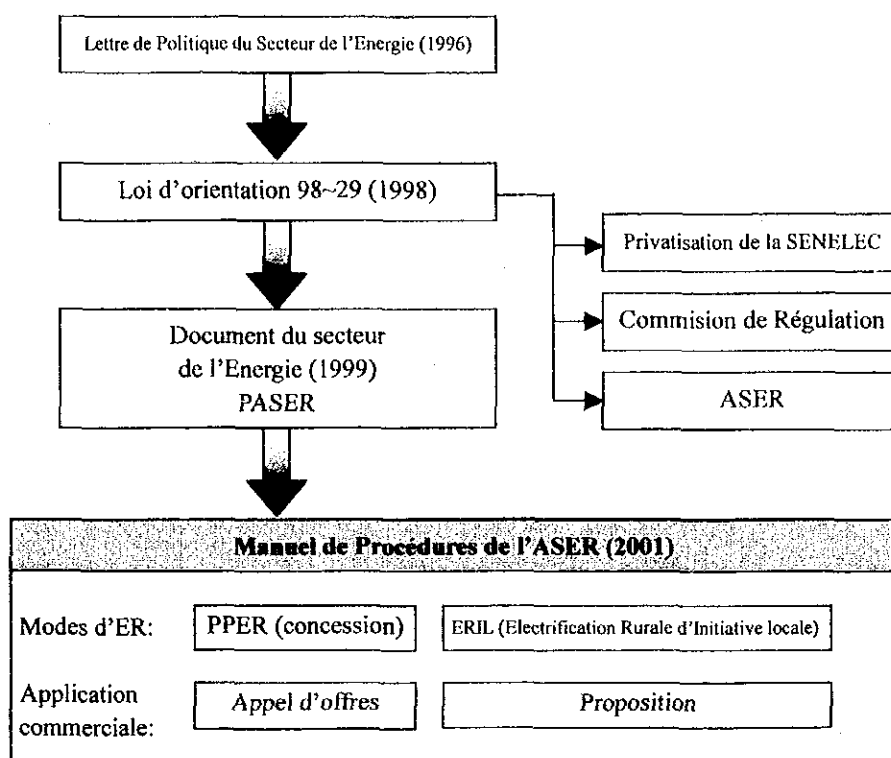 Lettre de Politique du Secteur de l'Energie (1996)
Loi d'orientation 98~29 (1998)
Privatisation de la SENELEC
Commision de Régulation
ASER
Document du secteur
de l'Energie (1999)
PASER
Manuel de Procédures de l'ASER (2001)
Modes d'ER:
PPER (concession)
ERIL (Electrification Rurale d'Initiative locale)
Application
commerciale:
Appel d'offres
Proposition